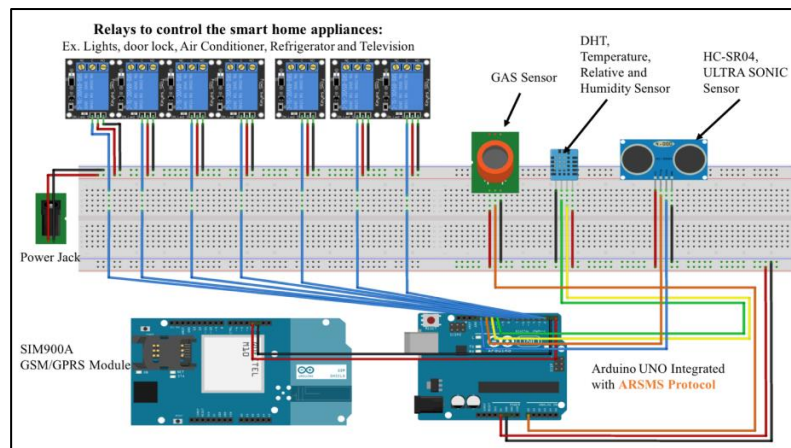 Relays to control the smart home appliances:
Ex. Lights, door lock, Air Conditioner, Refrigerator and Television
GAS Sensor
DHT,
Temperature,
Relative and
Humidity Sensor
HC-SR04,
ULTRA SONIC
Sensor
Power Jack
SIM900A
GSM/GPRS Module
M10
Arduino UNO Integrated
with ARSMS Protocol